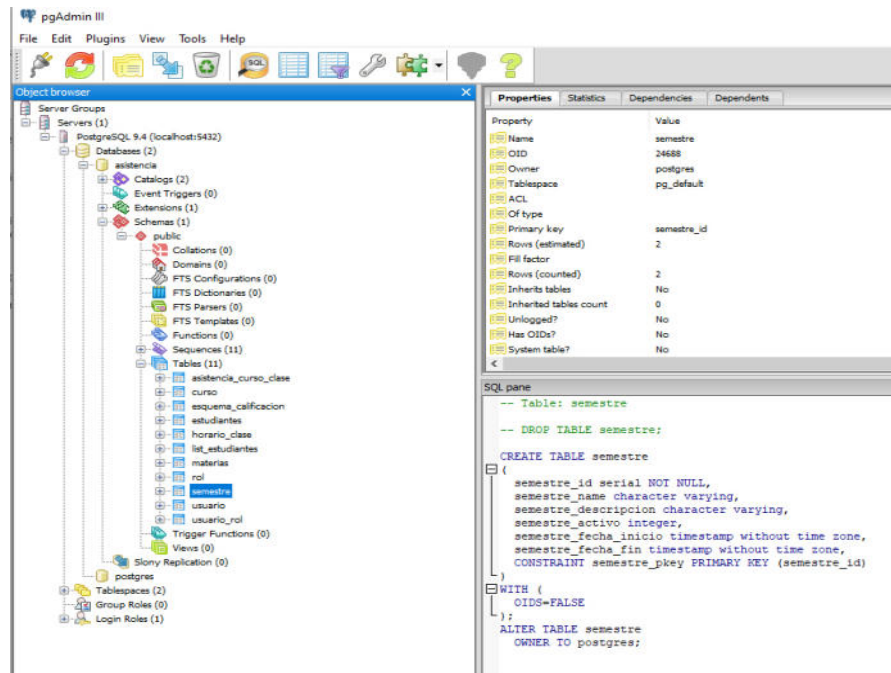 pgAdmin III
File Edit Plugins View Tools Help
SQL
Object browser
Server Groups
Servers (1)
PostgreSQL 9.4 (localhost:5432)
Databases (2)
asistencia
Catalogs (2)
Event Triggers (0)
Extensions (1)
Schemas (1)
public
Collations (0)
Domains (0)
FTS Configurations (0)
FTS Dictionaries (0)
FTS Parsers (0)
FTS Templates (0)
Functions (0)
Sequences (11)
Tables (11)
asistencia_curso_clase
curso
esquema_calificacion
estudiantes
horario_clase
list_estudiantes
materias
rol
semestre
usuario
usuario_rol
Trigger Functions (0)
Views (0)
Slony Replication (0)
postgres
Tablespaces (2)
Group Roles (0)
Login Roles (1)
Properties Statistics Dependencies Dependents
Property Value
Name semestre
OID 24688
Owner postgres
Tablespace pg_default
ACL
Of type
Primary key semestre_id
Rows (estimated) 2
Fill factor
Rows (counted) 2
Inherits tables No
Inherited tables count 0
Unlogged? No
Has OIDs? No
System table? No
SQL pane
-- Table: semestre
-- DROP TABLE semestre;
CREATE TABLE semestre
(
semestre_id serial NOT NULL,
semestre_name character varying,
semestre_descripcion character varying,
semestre_activo integer,
semestre_fecha_inicio timestamp without time zone,
semestre_fecha_fin timestamp without time zone,
CONSTRAINT semestre_pkey PRIMARY KEY (semestre_id)
)
WITH (
OIDS=FALSE
);
ALTER TABLE semestre
OWNER TO postgres;